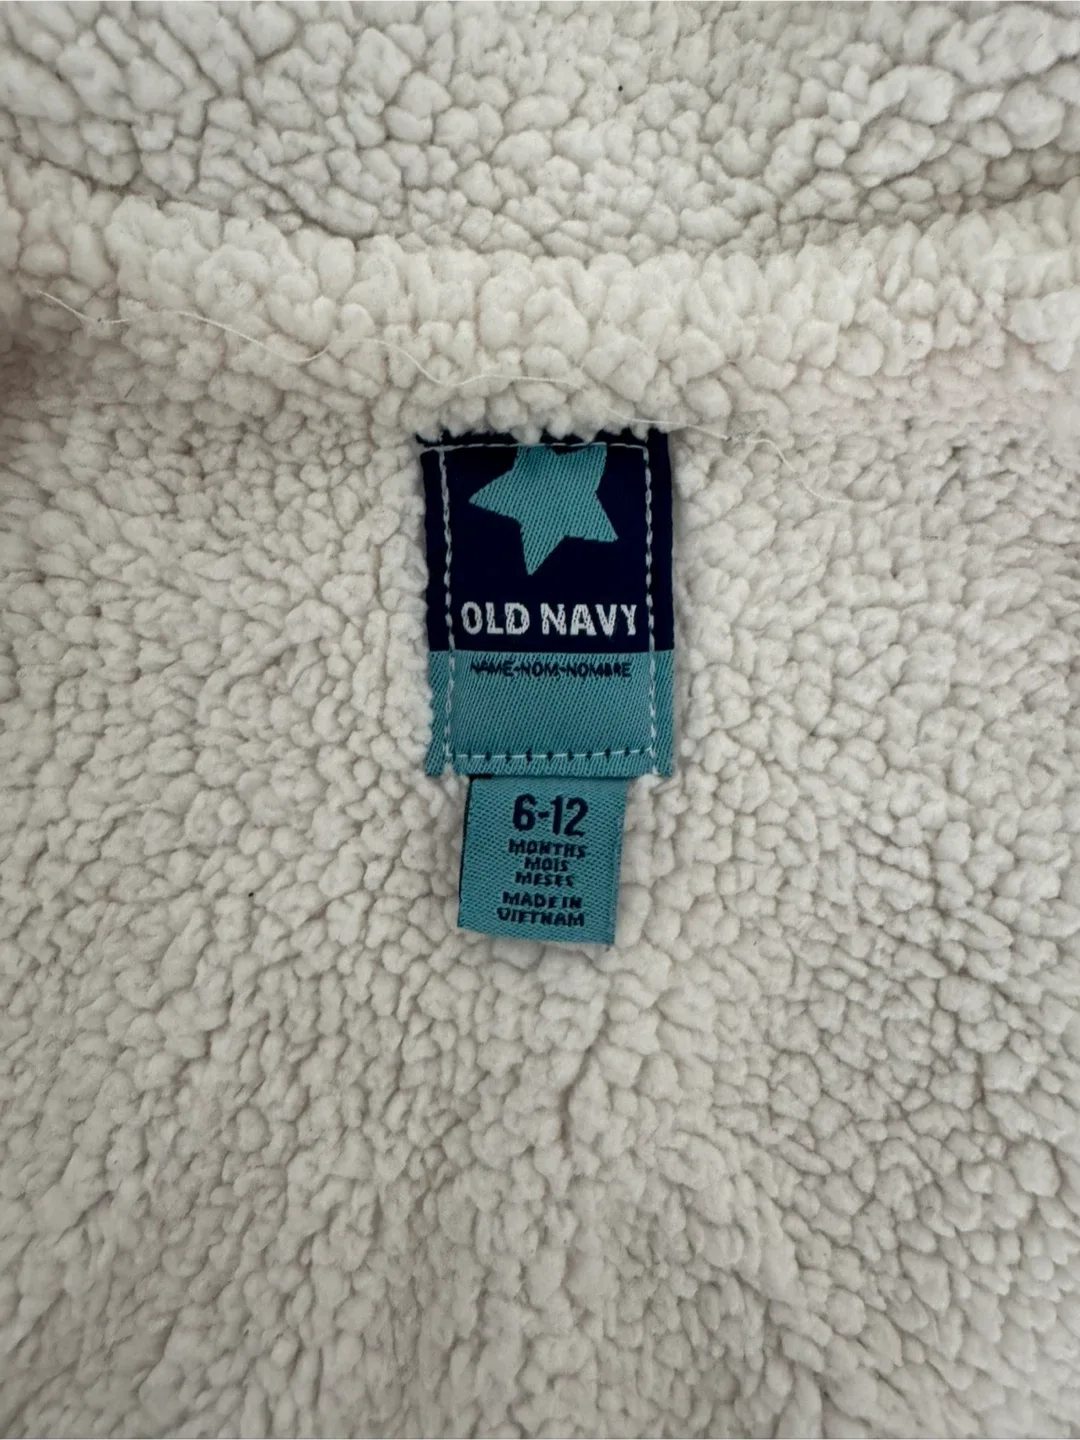 OLD NAVY
NAME-NOM-NOMBRE
6-12
MONTHS
MOIS
MESES
MADE IN
VIETNAM